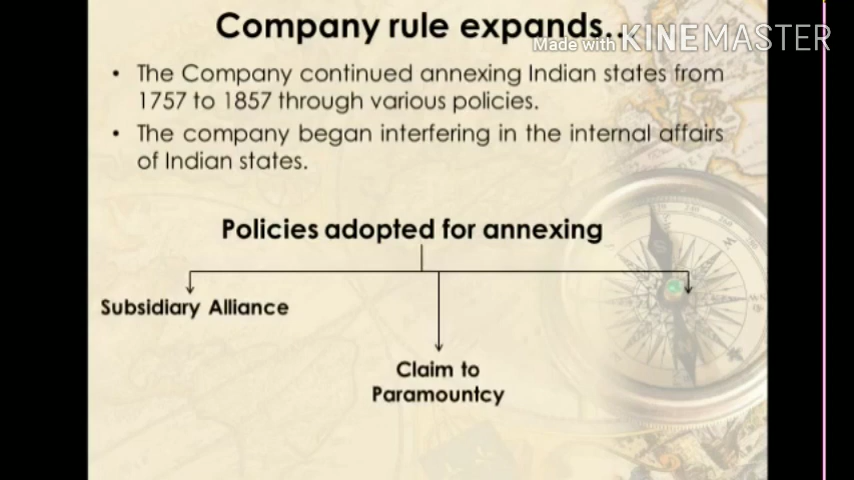 Company rule expands...
Made with KINEMASTER
• The Company continued annexing Indian states from
1757 to 1857 through various policies.
• The company began interfering in the internal affairs
of Indian states.
Policies adopted for annexing
Subsidiary Alliance
Claim to
Paramountcy